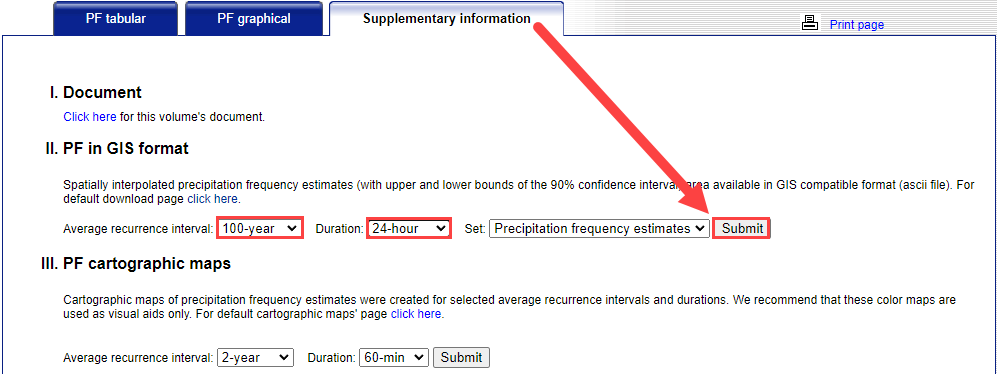 PF tabular PF graphical Supplementary information
Print page
I. Document
Click here for this volume's document.
II. PF in GIS format
Spatially interpolated precipitation frequency estimates (with upper and lower bounds of the 90% confidence interval) area available in GIS compatible format (ascii file). For
default download page click here.
Average recurrence interval: 100-year Duration: 24-hour Set: Precipitation frequency estimates Submit
III. PF cartographic maps
Cartographic maps of precipitation frequency estimates were created for selected average recurrence intervals and durations. We recommend that these color maps are
used as visual aids only. For default cartographic maps' page click here.
Average recurrence interval: 2-year Duration: 60-min Submit